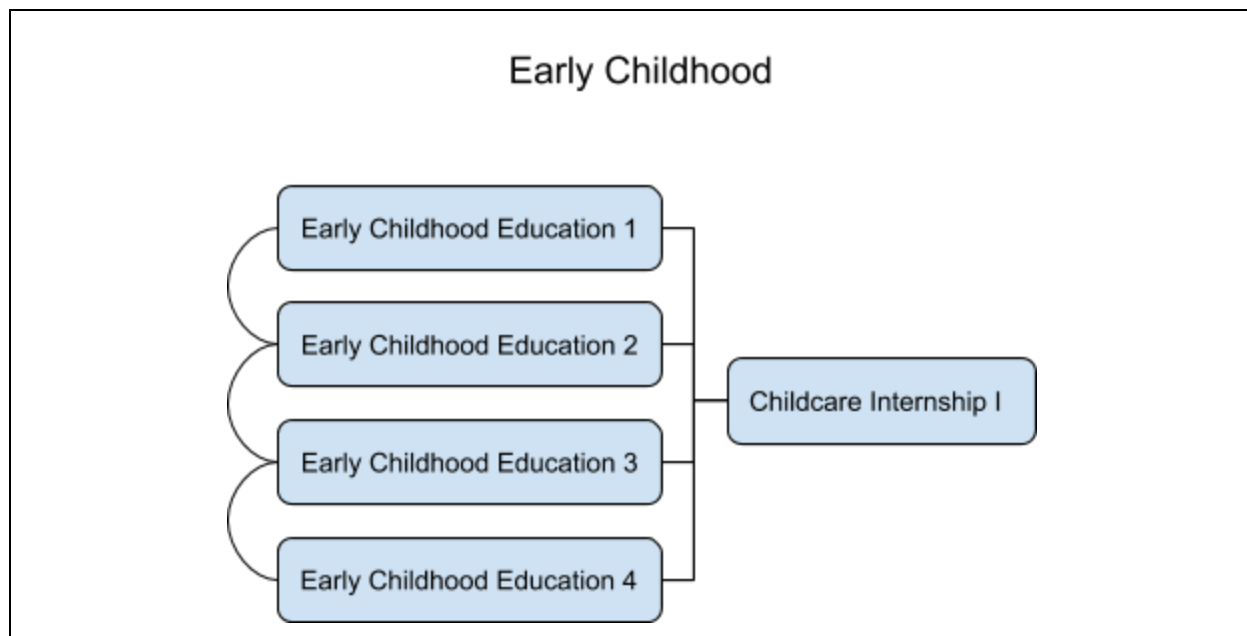 Early Childhood
Early Childhood Education 1
Early Childhood Education 2
Early Childhood Education 3
Early Childhood Education 4
Childcare Internship I